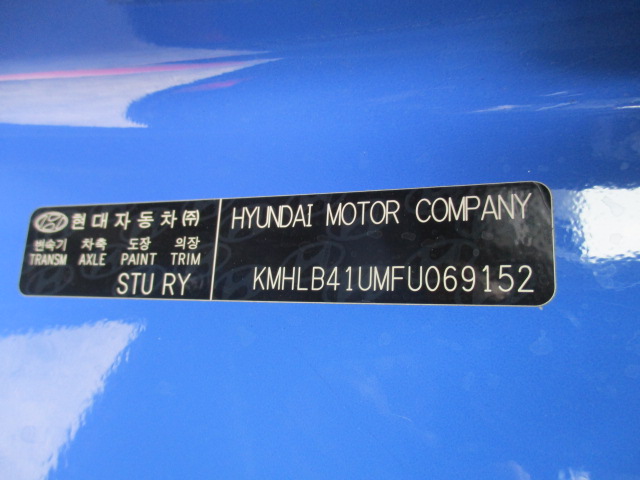 현대자동차㈜
변속기 차축 도장 의장
TRANSM AXLE PAINT TRIM
STU RY
HYUNDAI MOTOR COMPANY
KMHLB41UMFU069152